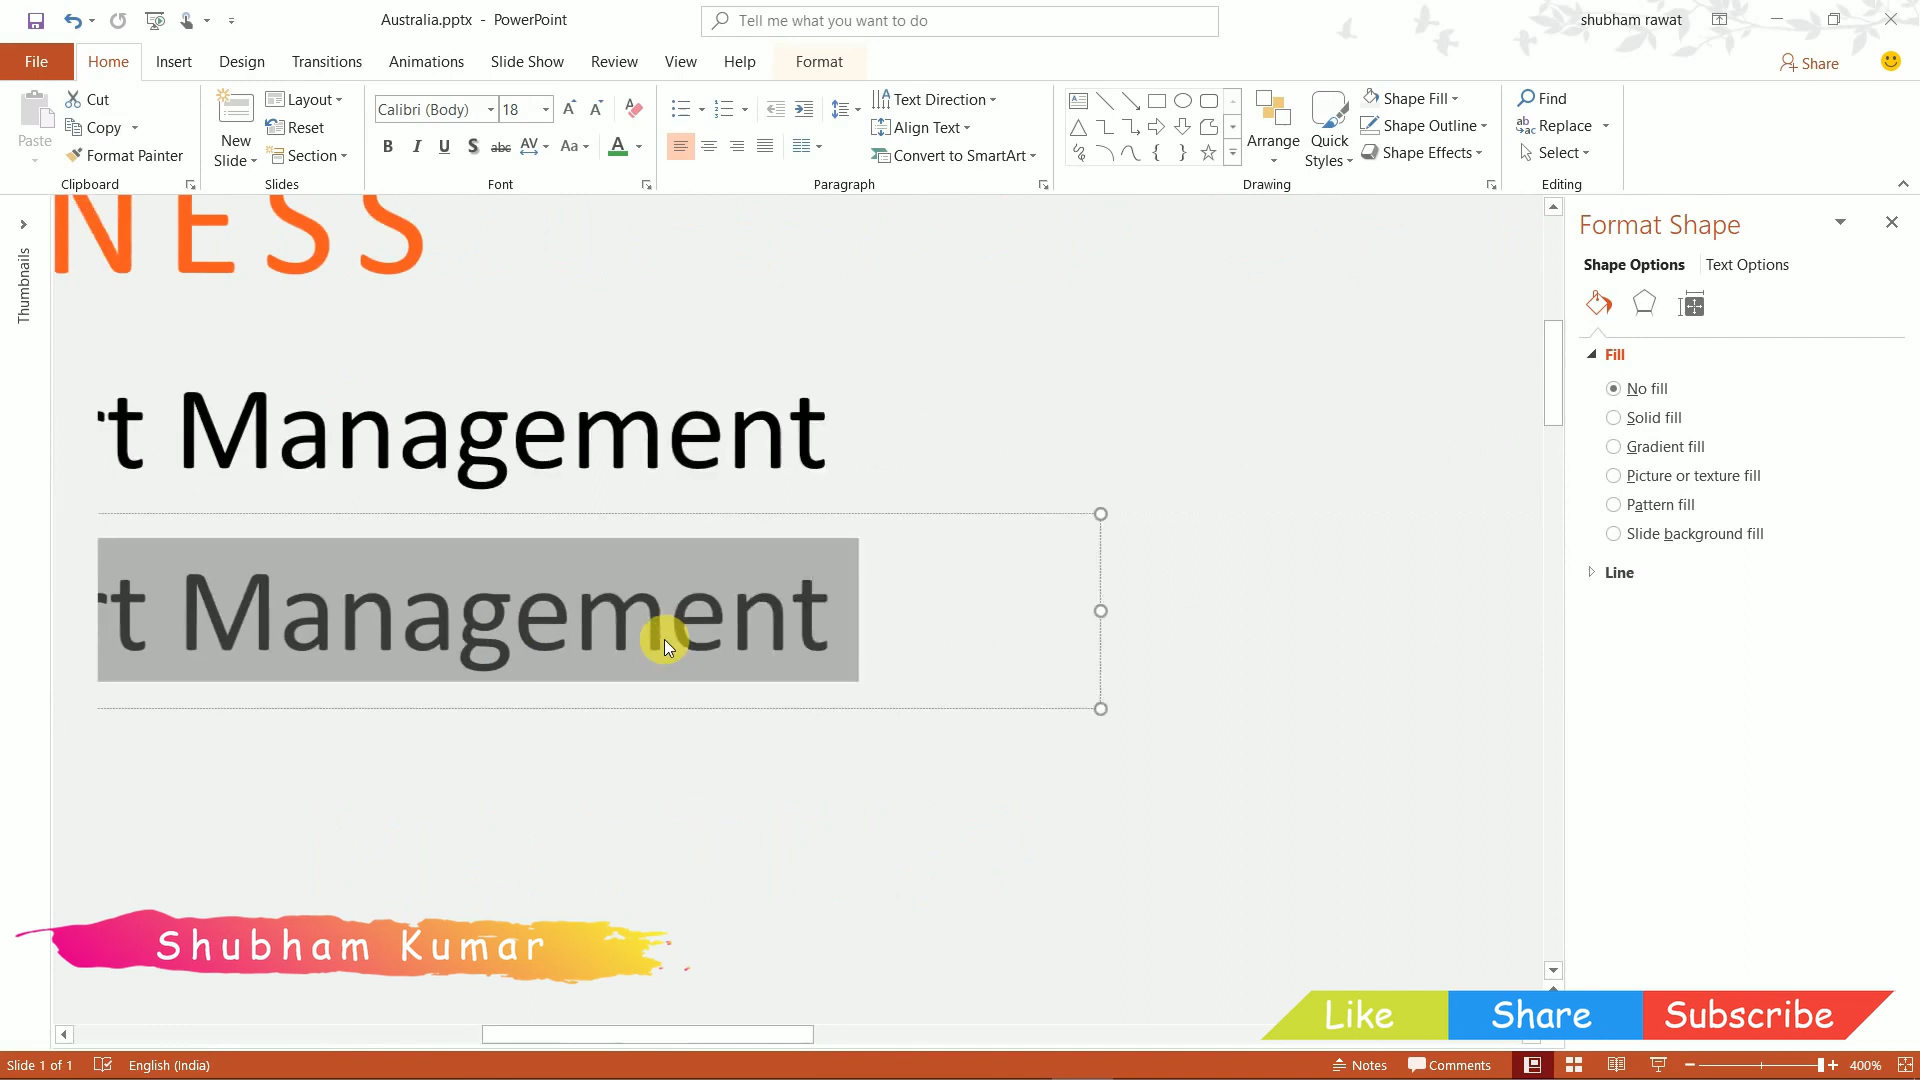 Australia.pptx - PowerPoint
Tell me what you want to do
shubham rawat
File
Home
Insert
Design
Transitions
Animations
Slide Show
Review
View
Help
Format
Share
Paste
Cut
Copy
Format Painter
Clipboard
New
Slide
Layout
Reset
Section
Slides
Calibri (Body)
18
B I U S abc AV Aa A
Font
Text Direction
Align Text
Convert to SmartArt
Paragraph
Arrange
Quick
Styles
Shape Fill
Shape Outline
Shape Effects
Drawing
Find
Replace
Select
Editing
Thumbnails
NESS
rt Management
rt Management
Format Shape
Shape Options
Text Options
Fill
No fill
Solid fill
Gradient fill
Picture or texture fill
Pattern fill
Slide background fill
Line
Shubham Kumar
Like
Share
Subscribe
Slide 1 of 1
English (India)
Notes
Comments
400%